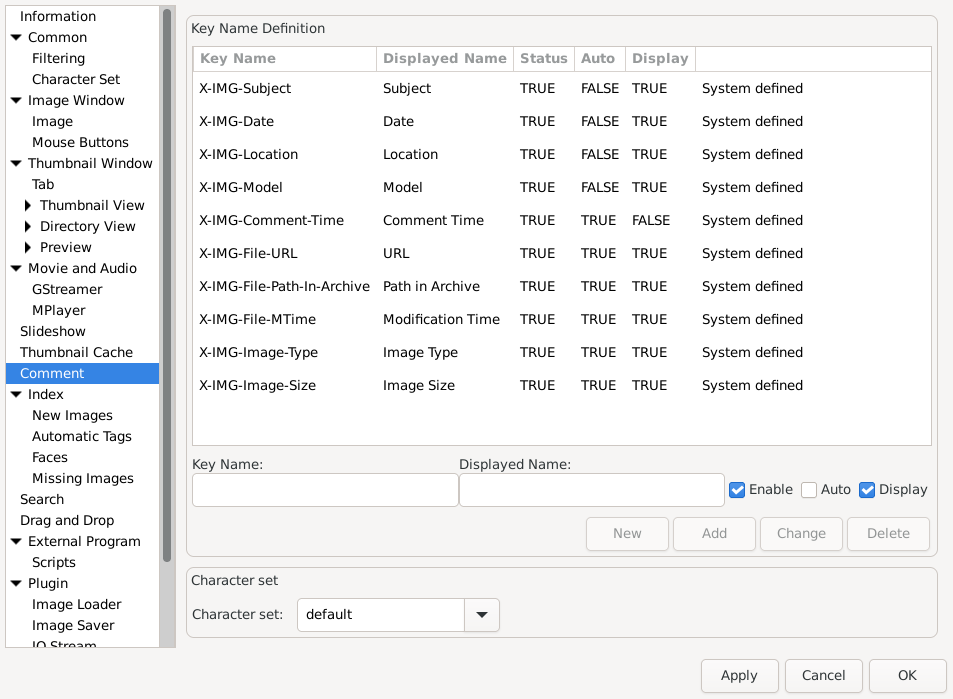 Information
Common
Filtering
Character Set
Image Window
Image
Mouse Buttons
Thumbnail Window
Tab
Thumbnail View
Directory View
Preview
Movie and Audio
GStreamer
MPlayer
Slideshow
Thumbnail Cache
Comment
Index
New Images
Automatic Tags
Faces
Missing Images
Search
Drag and Drop
External Program
Scripts
Plugin
Image Loader
Image Saver
IO Stream
Key Name Definition
Key Name Displayed Name Status Auto Display
X-IMG-Subject Subject TRUE FALSE TRUE System defined
X-IMG-Date Date TRUE FALSE TRUE System defined
X-IMG-Location Location TRUE FALSE TRUE System defined
X-IMG-Model Model TRUE FALSE TRUE System defined
X-IMG-Comment-Time Comment Time TRUE TRUE FALSE System defined
X-IMG-File-URL URL TRUE TRUE TRUE System defined
X-IMG-File-Path-In-Archive Path in Archive TRUE TRUE TRUE System defined
X-IMG-File-MTime Modification Time TRUE TRUE TRUE System defined
X-IMG-Image-Type Image Type TRUE TRUE TRUE System defined
X-IMG-Image-Size Image Size TRUE TRUE TRUE System defined
Key Name: Displayed Name:
Enable Auto Display
New Add Change Delete
Character set
Character set: default
Apply Cancel OK